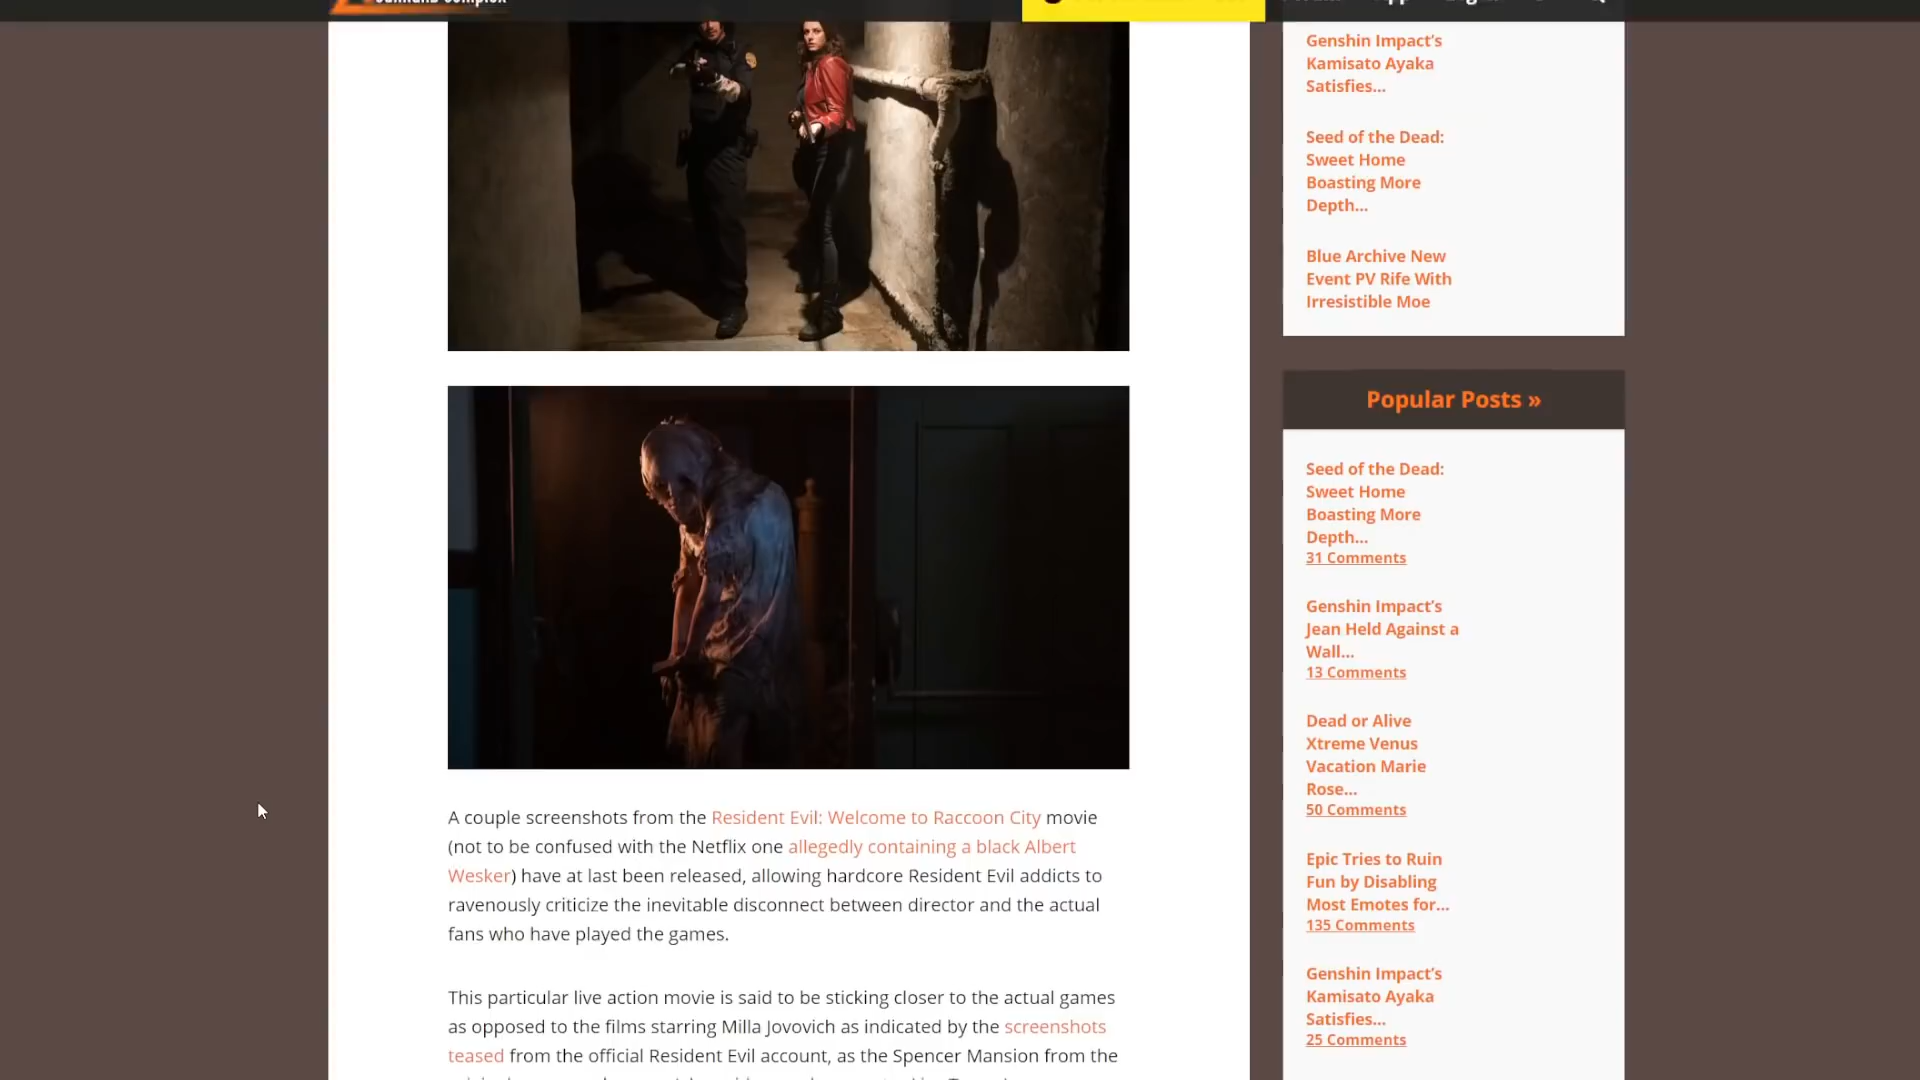 Genshin Impact's
Kamisato Ayaka
Satisfies...
Seed of the Dead:
Sweet Home
Boasting More
Depth...
Blue Archive New
Event PV Rife With
Irresistible Moe
Popular Posts »
Seed of the Dead:
Sweet Home
Boasting More
Depth...
31 Comments
Genshin Impact's
Jean Held Against a
Wall...
13 Comments
Dead or Alive
Xtreme Venus
Vacation Marie
Rose...
50 Comments
Epic Tries to Ruin
Fun by Disabling
Most Emotes for...
135 Comments
Genshin Impact's
Kamisato Ayaka
Satisfies...
25 Comments
A couple screenshots from the Resident Evil: Welcome to Raccoon City movie
(not to be confused with the Netflix one allegedly containing a black Albert
Wesker) have at last been released, allowing hardcore Resident Evil addicts to
ravenously criticize the inevitable disconnect between director and the actual
fans who have played the games.
This particular live action movie is said to be sticking closer to the actual games
as opposed to the films starring Milla Jovovich as indicated by the screenshots
teased from the official Resident Evil account, as the Spencer Mansion from the